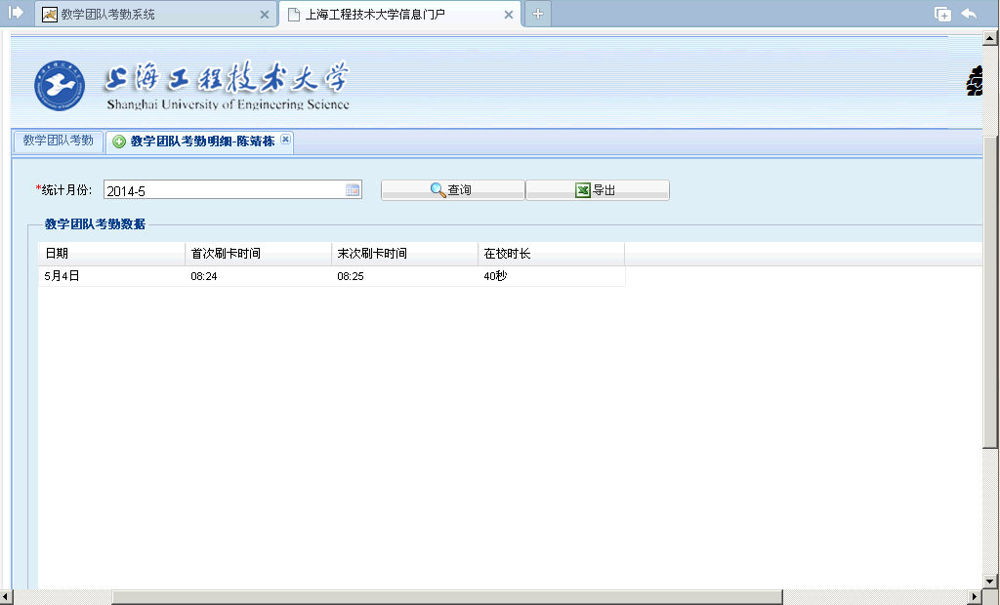 教学团队考勤系统
上海工程技术大学信息门户
上海工程技术大学
Shanghai University of Engineering Science
教学团队考勤
教学团队考勤明细-陈靖栋
*统计月份:
2014-5
查询
导出
教学团队考勤数据
日期 首次刷卡时间 末次刷卡时间 在校时长
5月4日 08:24 08:25 40秒